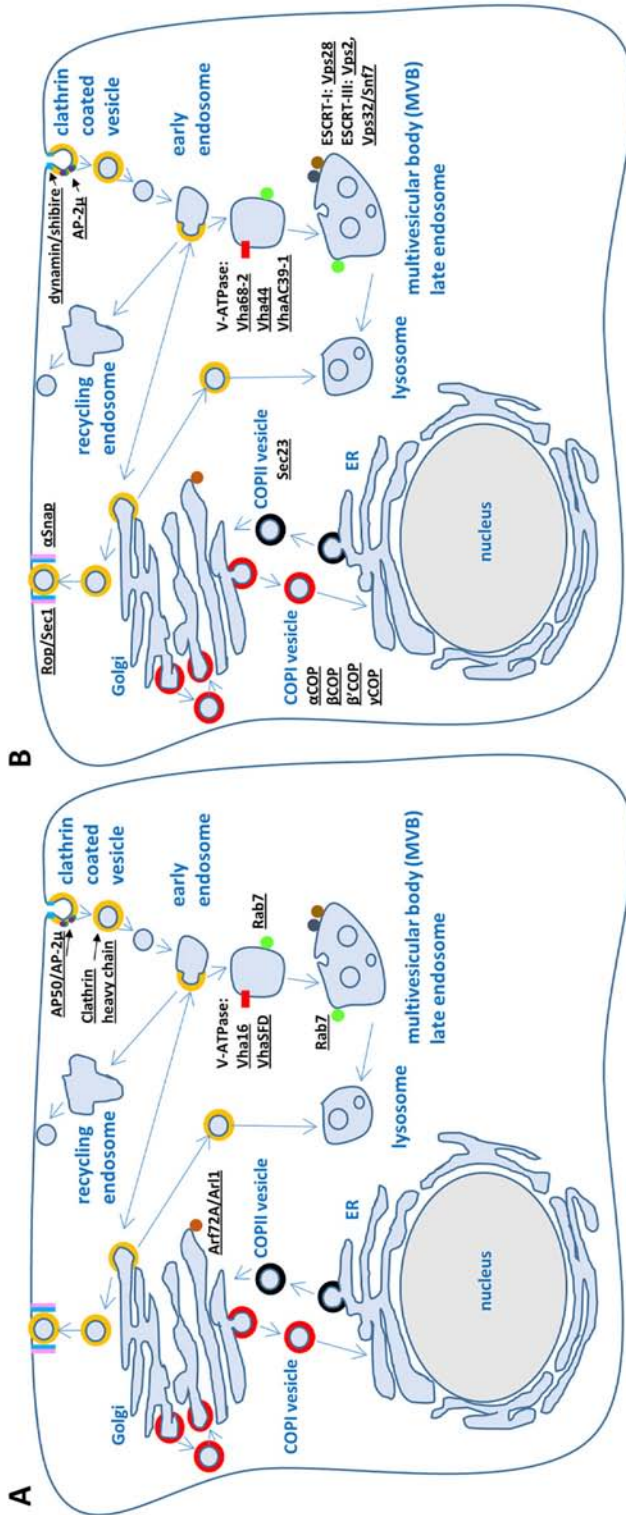 A
AP50/AP-2µ
Clathrin
heavy chain
clathrin
coated
vesicle
recycling
endosome
early
endosome
Golgi
Arf72A/Arl1
V-ATPase:
Vha16
VhaSFD
Rab7
Rab7
COPI vesicle
COPII vesicle
lysosome
multivesicular body (MVB)
late endosome
ER
nucleus
B
Rop/Sec1
αSnap
dynamin/shibire
AP-2µ
clathrin
coated
vesicle
recycling
endosome
early
endosome
Golgi
V-ATPase:
Vha68-2
Vha44
VhaAC39-1
COPI vesicle
αCOP
βCOP
β'COP
γCOP
COPII vesicle
Sec23
ESCRT-I: Vps28
ESCRT-III: Vps2,
Vps32/Snf7
lysosome
multivesicular body (MVB)
late endosome
ER
nucleus